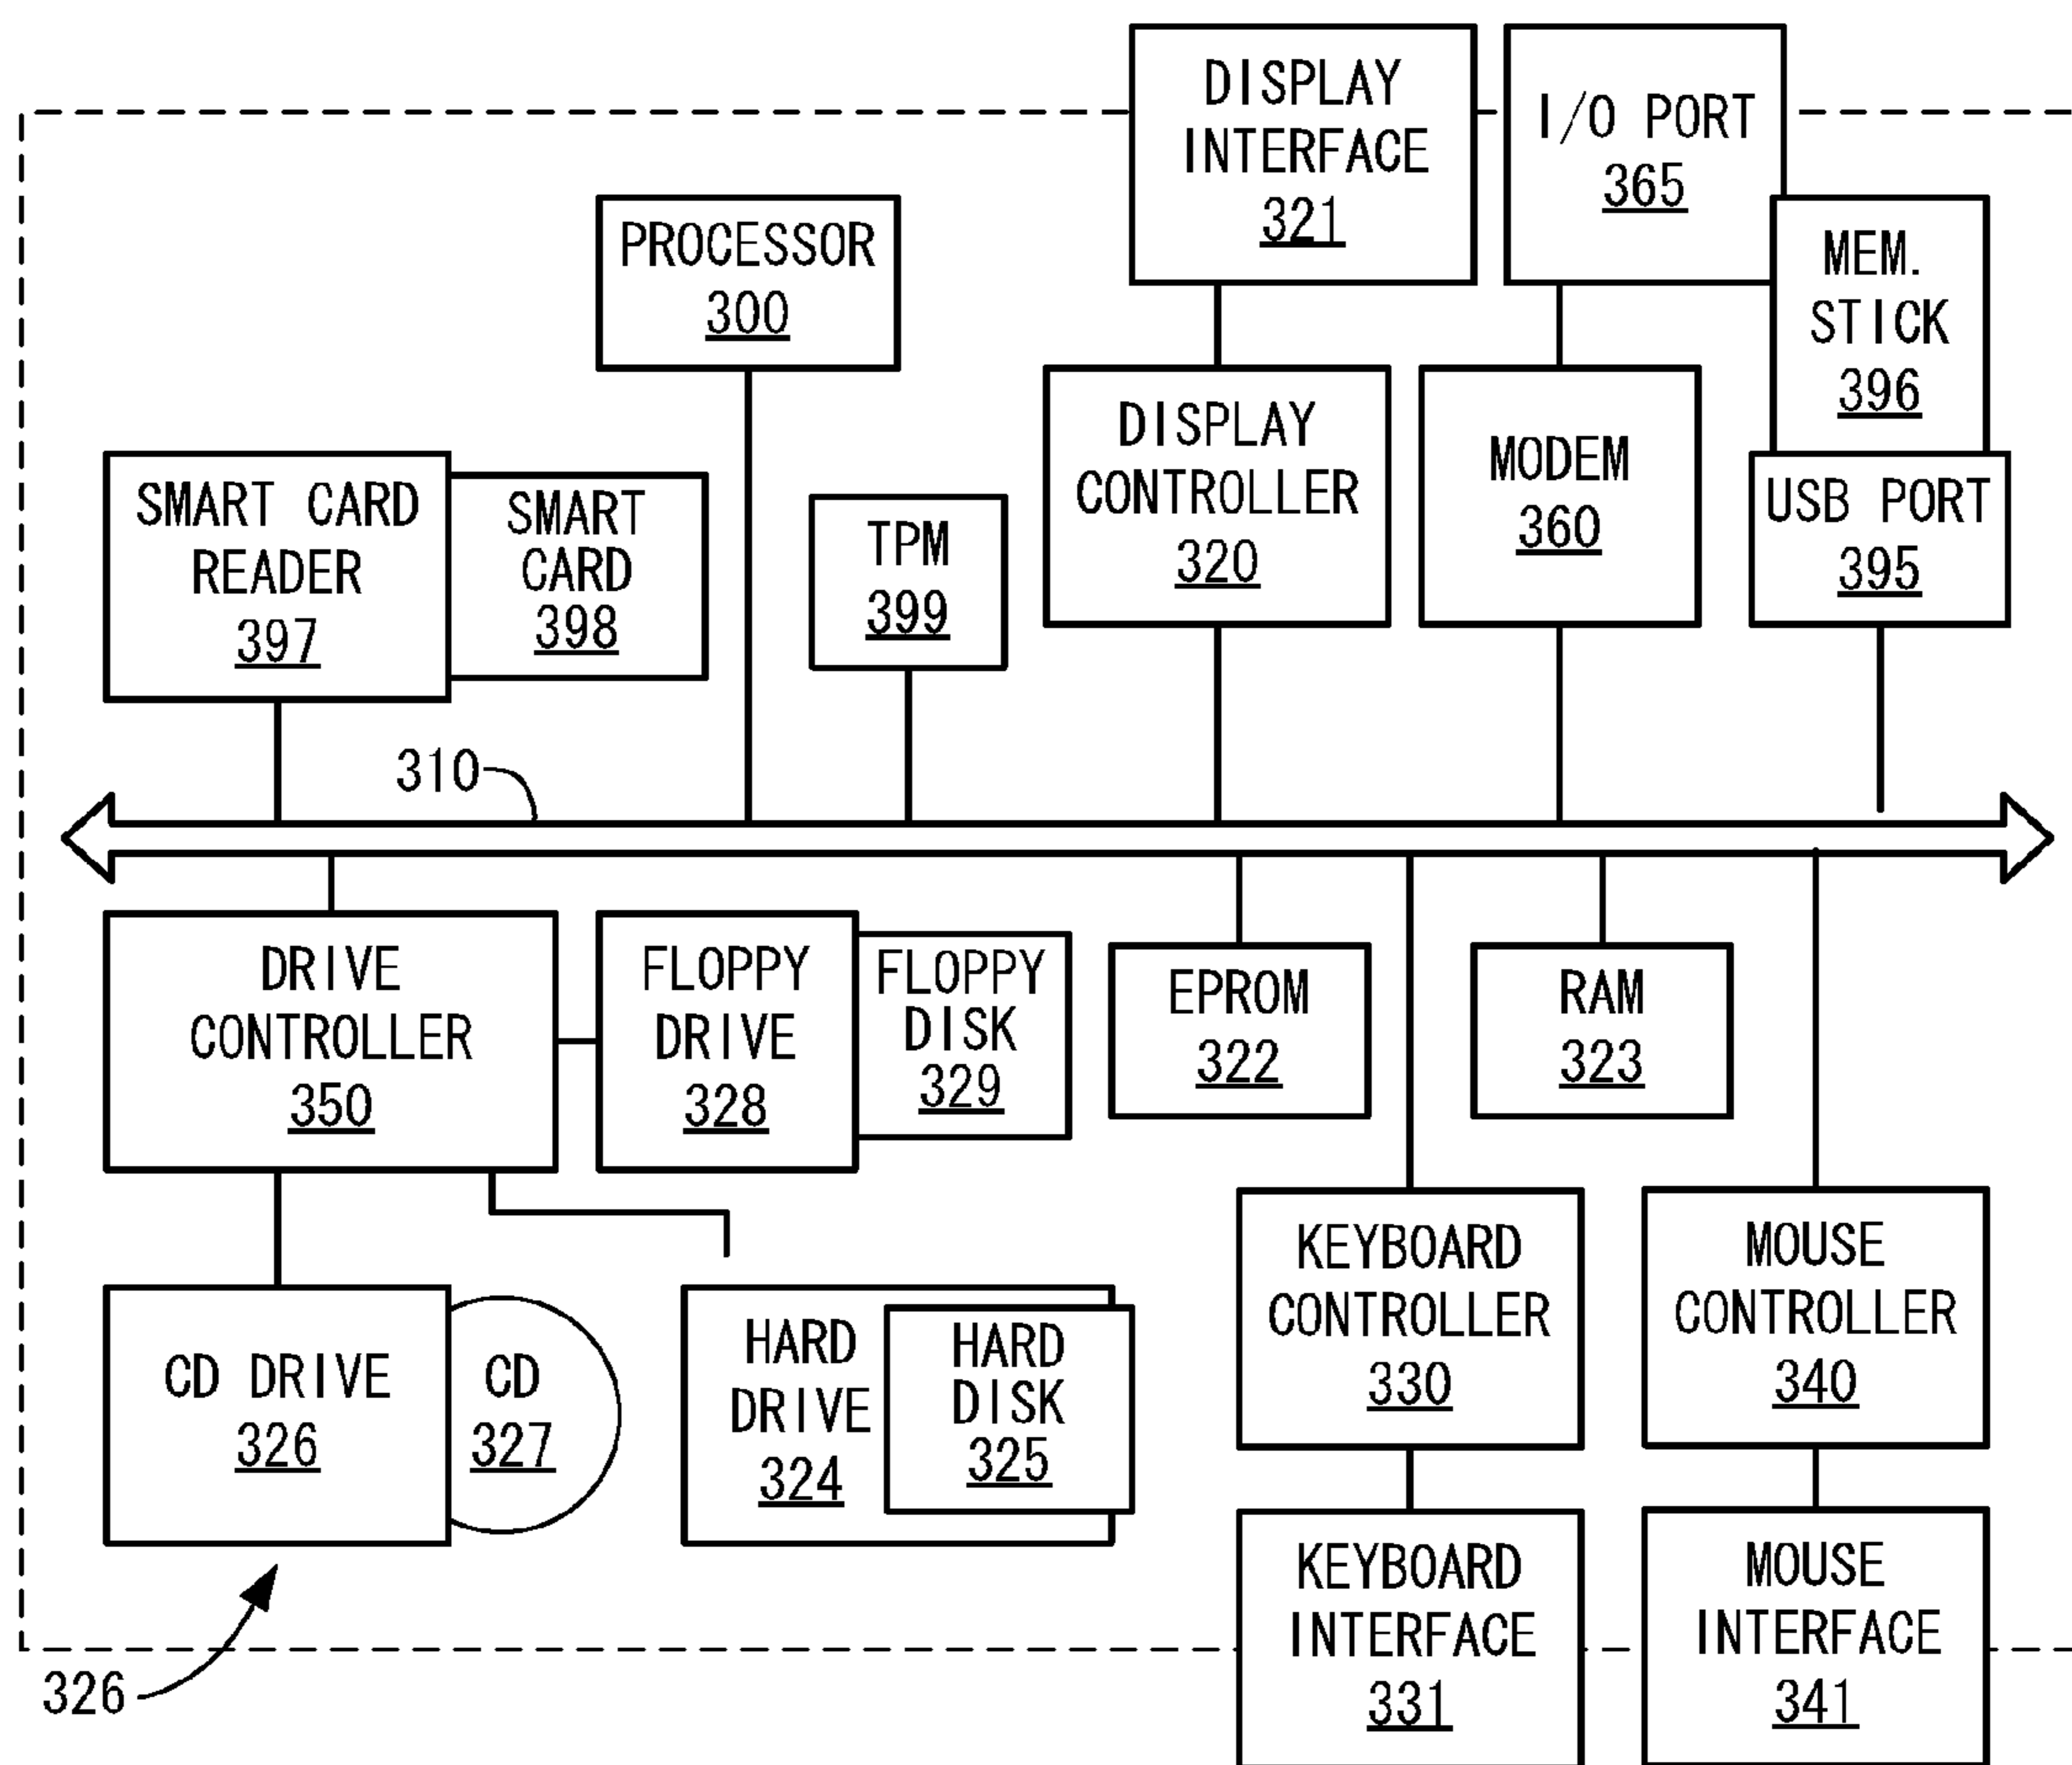 DISPLAY
INTERFACE
321
I/O PORT
365
PROCESSOR
300
MEM.
STICK
396
DISPLAY
CONTROLLER
320
MODEM
360
USB PORT
395
SMART CARD
READER
397
SMART
CARD
398
TPM
399
310
DRIVE
CONTROLLER
350
FLOPPY
DRIVE
328
FLOPPY
DISK
329
EPROM
322
RAM
323
KEYBOARD
CONTROLLER
330
MOUSE
CONTROLLER
340
CD DRIVE
326
CD
327
HARD
DRIVE
324
HARD
DISK
325
KEYBOARD
INTERFACE
331
MOUSE
INTERFACE
341
326